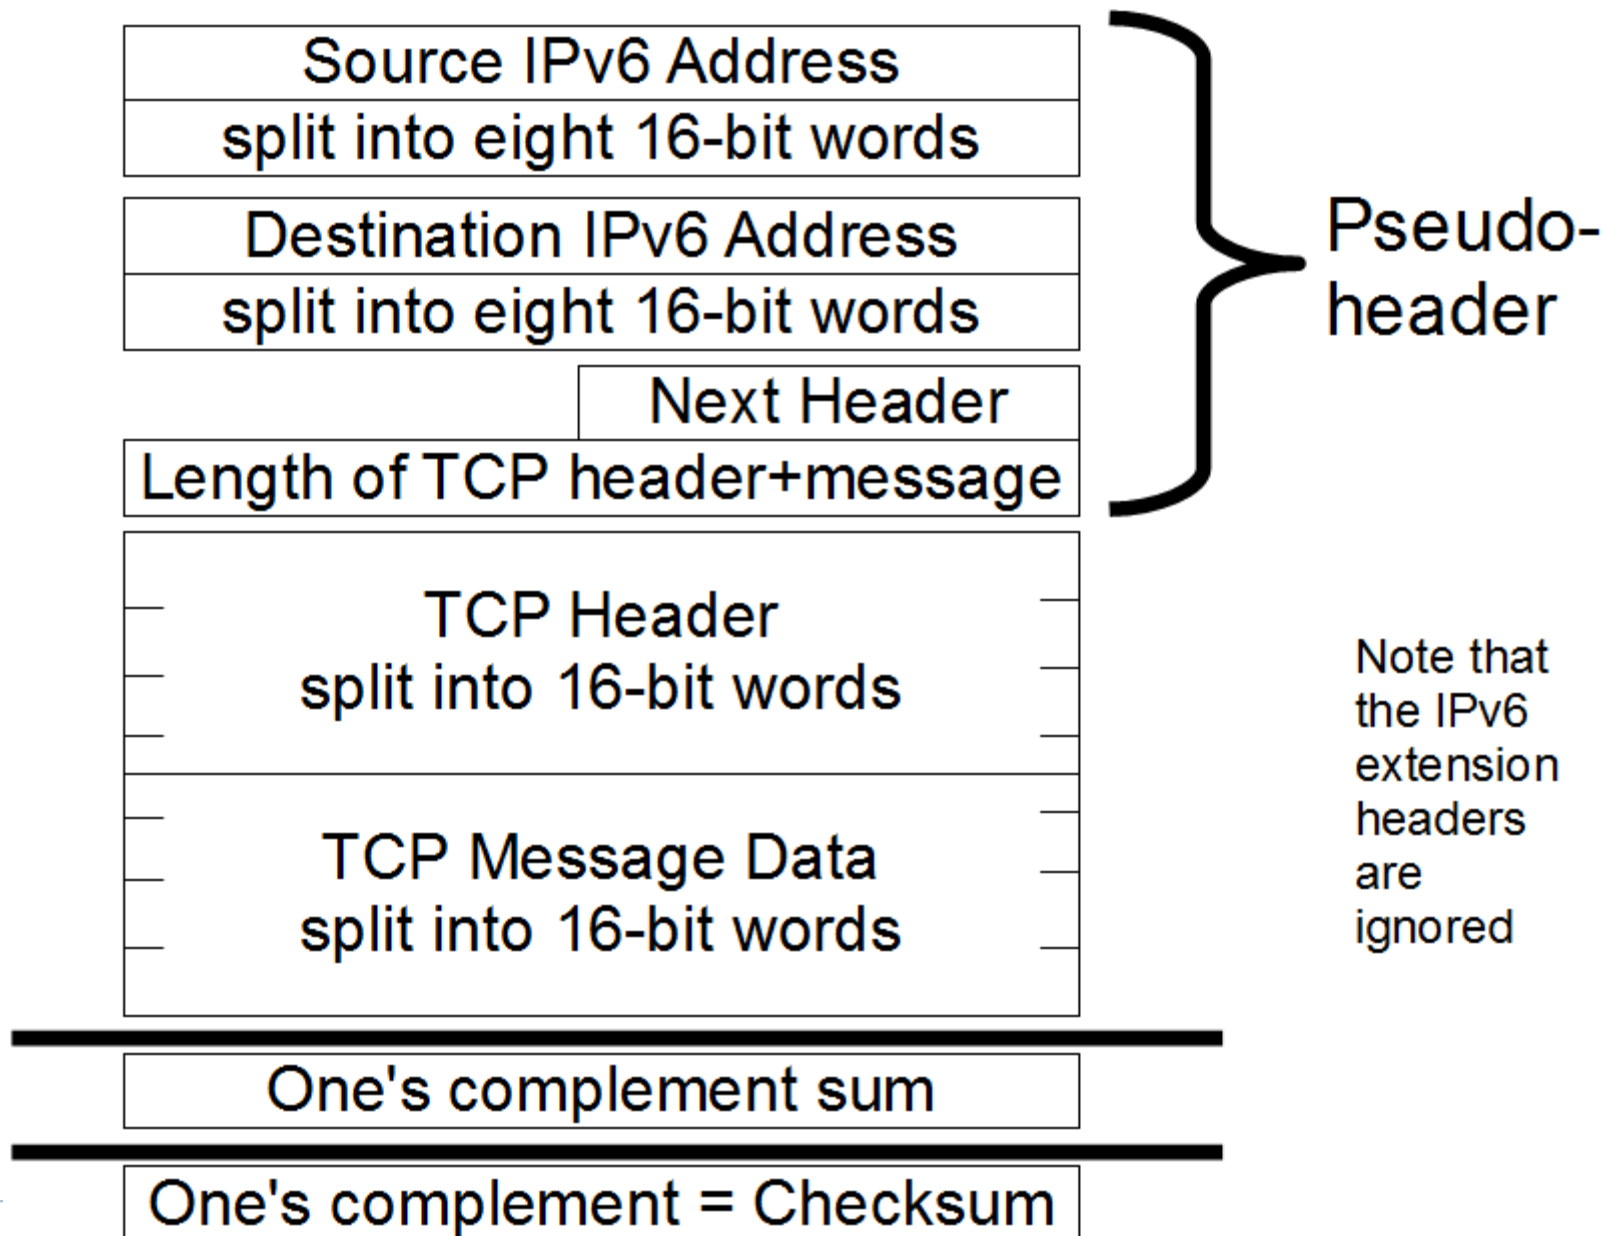 Source IPv6 Address
split into eight 16-bit words
Destination IPv6 Address
split into eight 16-bit words
Next Header
Length of TCP header+message
Pseudo-
header
TCP Header
split into 16-bit words
TCP Message Data
split into 16-bit words
Note that
the IPv6
extension
headers
are
ignored
One's complement sum
One's complement = Checksum